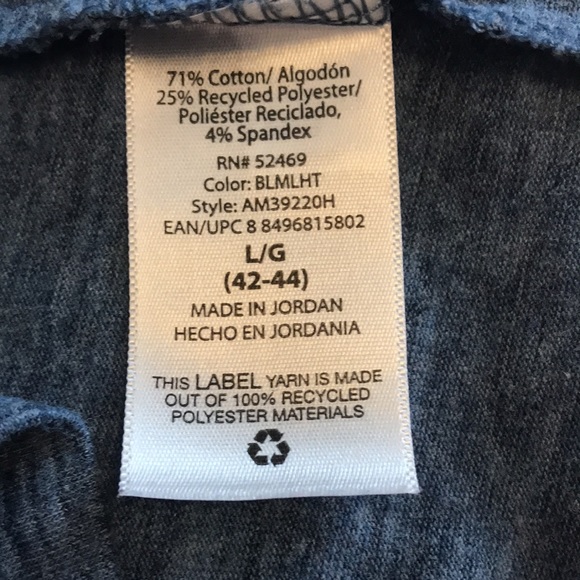 71% Cotton/ Algodón
25% Recycled Polyester/
Poliéster Reciclado,
4% Spandex
RN# 52469
Color: BLMLHT
Style: AM39220H
EAN/UPC 8 8496815802
L/G
(42-44)
MADE IN JORDAN
HECHO EN JORDANIA
THIS LABEL YARN IS MADE
OUT OF 100% RECYCLED
POLYESTER MATERIALS